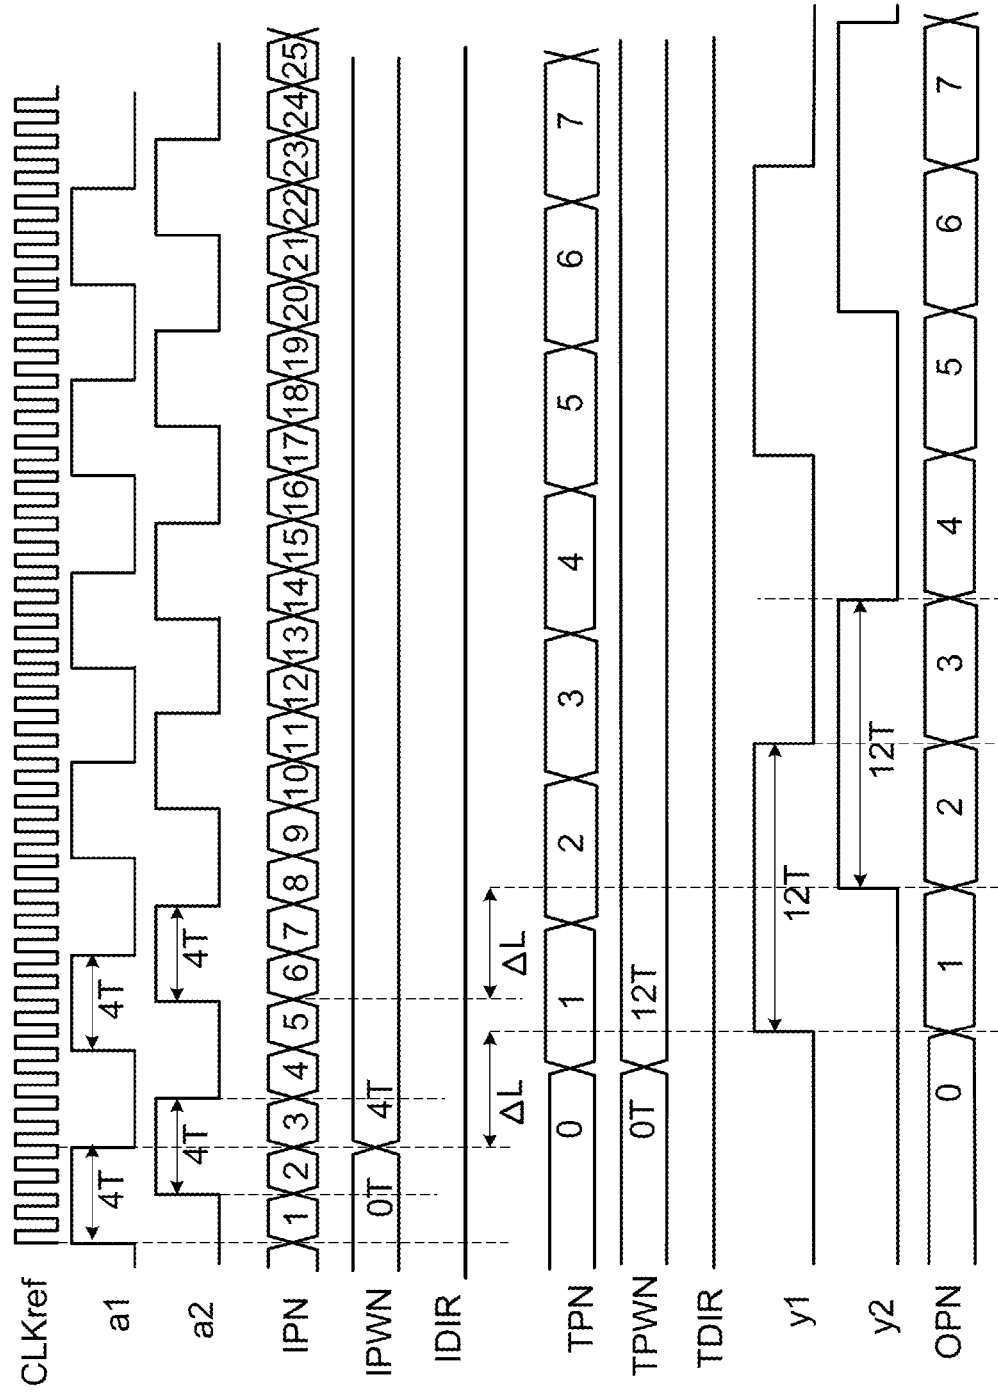 CLKref
a1 4T 4T
a2 4T 4T
IPN 1 2 3 4 5 6 7 8 9 10 11 12 13 14 15 16 17 18 19 20 21 22 23 24 25
IPWN 0T 4T
IDIR
ΔL ΔL
TPN 0 1 2 3 4 5 6 7
TPWN 0T 12T
TDIR
y1 12T
y2 12T
OPN 0 1 2 3 4 5 6 7